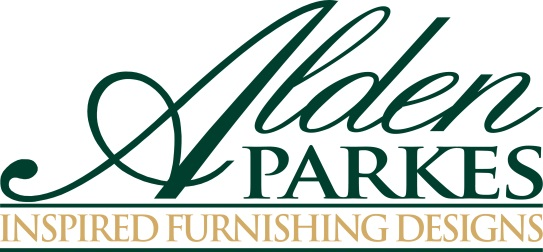 Alden
PARKES
INSPIRED FURNISHING DESIGNS